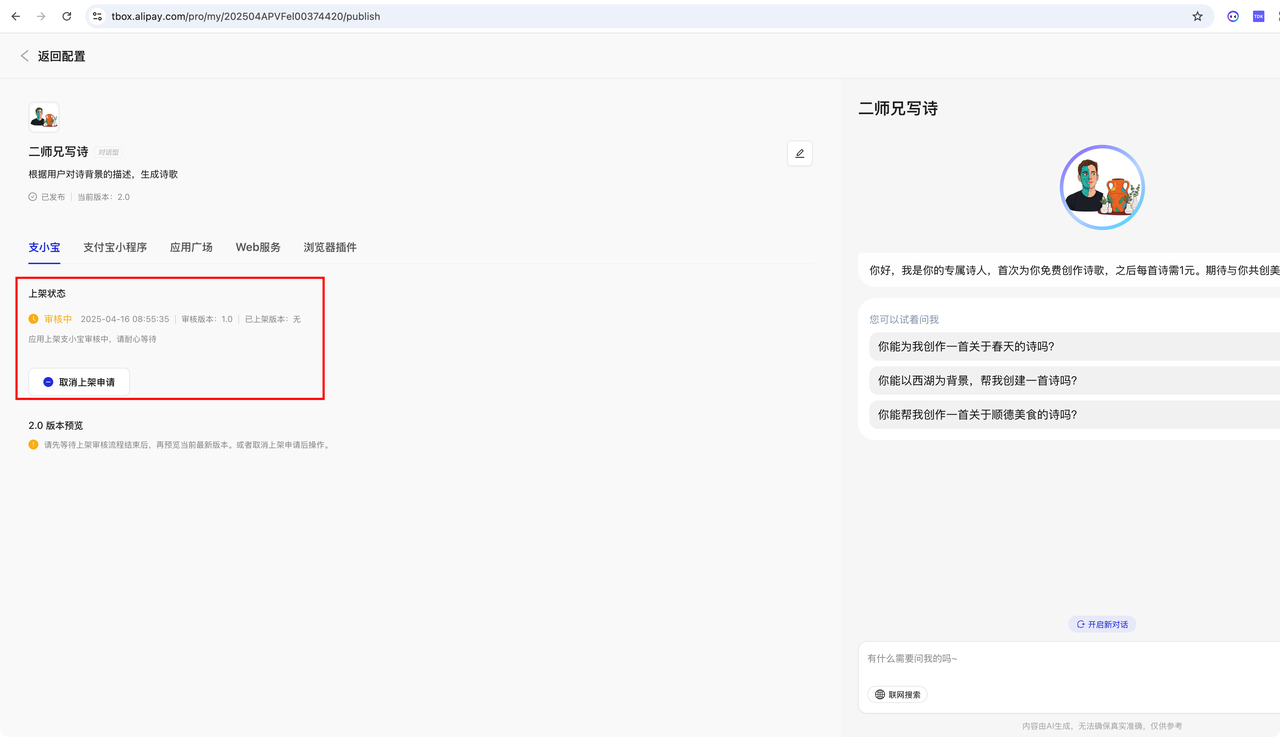 tbox.alipay.com/pro/my/202504APVFeI00374420/publish
返回配置
二师兄写诗 对话型
根据用户对诗背景的描述，生成诗歌
已发布 当前版本：2.0
支小宝 支付宝小程序 应用广场 Web服务 浏览器插件
上架状态
审核中 2025-04-16 08:55:35 审核版本：1.0 已上架版本：无
应用上架支小宝审核中，请耐心等待
取消上架申请
2.0 版本预览
请先等待上架审核流程结束后，再预览当前最新版本。或者取消上架申请后操作。
二师兄写诗
你好，我是你的专属诗人，首次为你免费创作诗歌，之后每首诗需1元。期待与你共创美
您可以试着问我
你能为我创作一首关于春天的诗吗?
你能以西湖为背景，帮我创建一首诗吗?
你能帮我创作一首关于顺德美食的诗吗?
开启新对话
有什么需要问我的吗~
联网搜索
内容由AI生成，无法确保真实准确，仅供参考